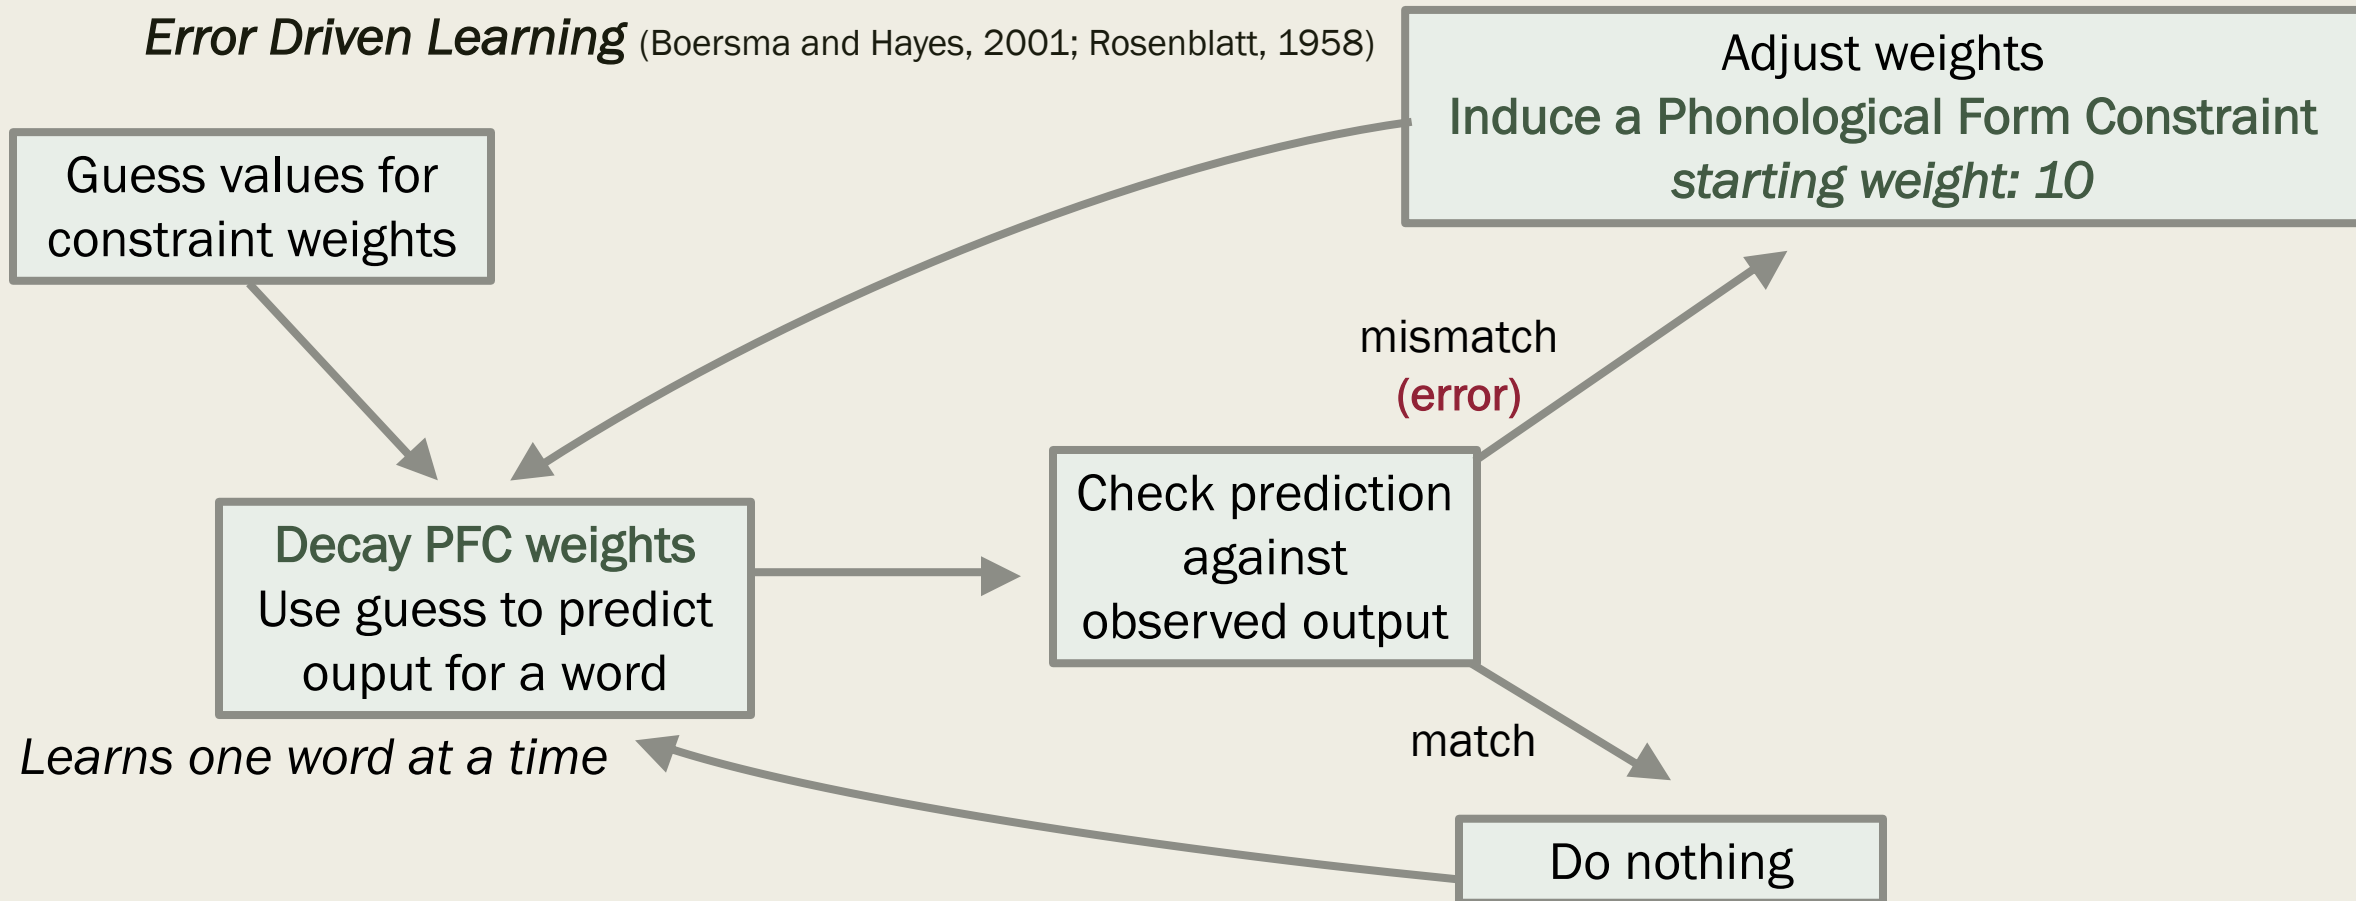 Error Driven Learning (Boersma and Hayes, 2001; Rosenblatt, 1958)
Guess values for
constraint weights
Decay PFC weights
Use guess to predict
ouput for a word
Learns one word at a time
Check prediction
against
observed output
mismatch
(error)
Adjust weights
Induce a Phonological Form Constraint
starting weight: 10
match
Do nothing